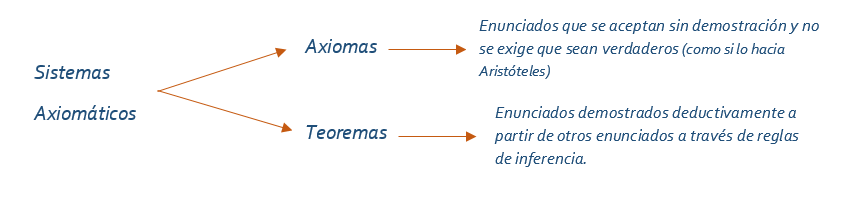 Sistemas
Axiomáticos
Axiomas
Enunciados que se aceptan sin demostración y no
se exige que sean verdaderos (como si lo hacia
Aristóteles)
Teoremas
Enunciados demostrados deductivamente a
partir de otros enunciados a través de reglas
de inferencia.